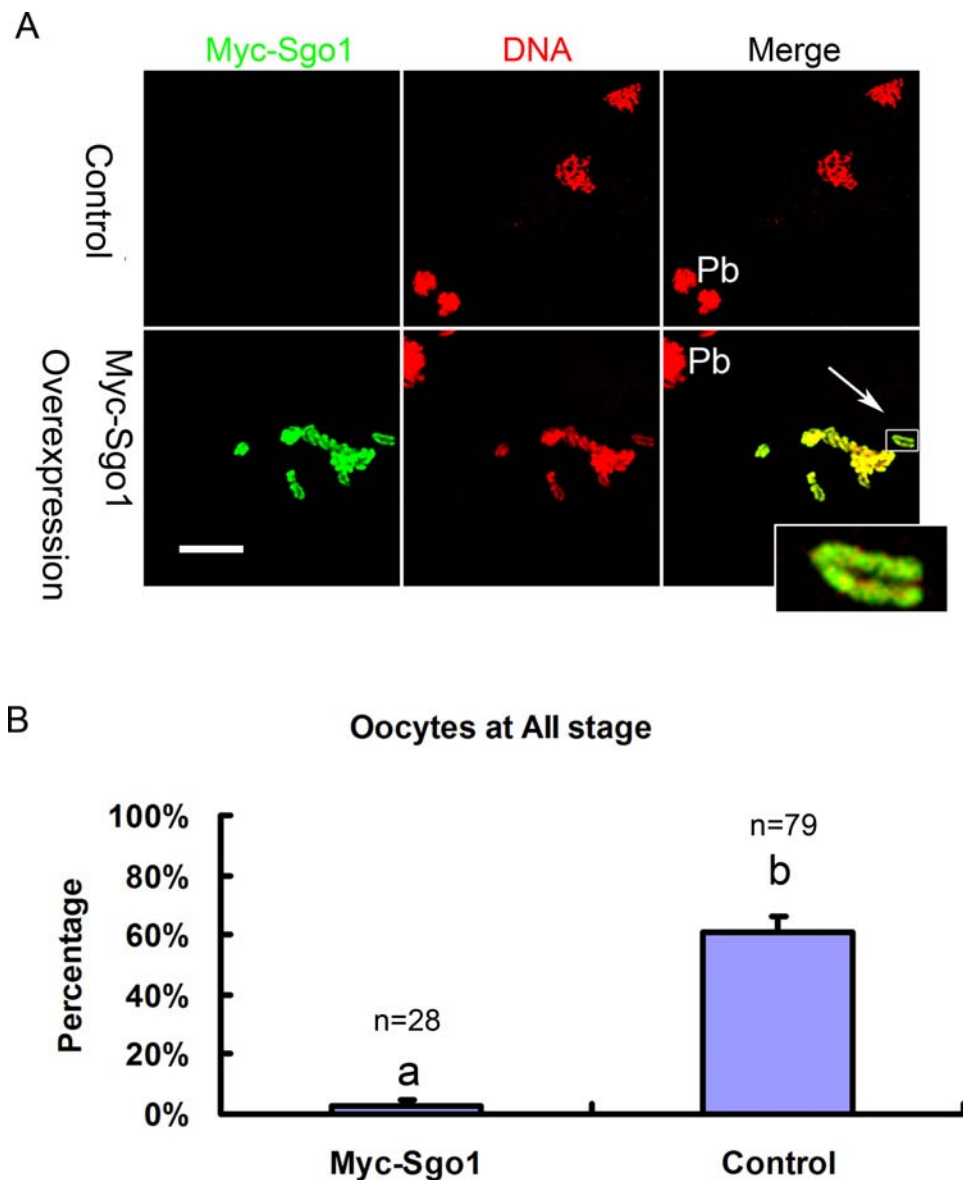 A
Myc-Sgo1
DNA
Merge
Control
Pb
Myc-Sgo1
Overexpression
Pb
B
Oocytes at AII stage
100%
80%
60%
40%
20%
0%
Percentage
n=28
a
n=79
b
Myc-Sgo1
Control